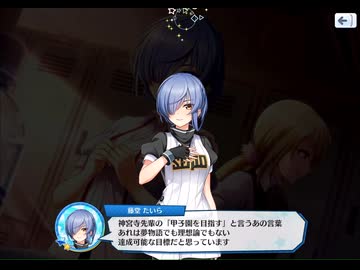 藤堂 たいら
神宮寺先輩の「甲子園を目指す」と言うあの言葉
あれは夢物語でも理想論でもない
達成可能な目標だと思っています